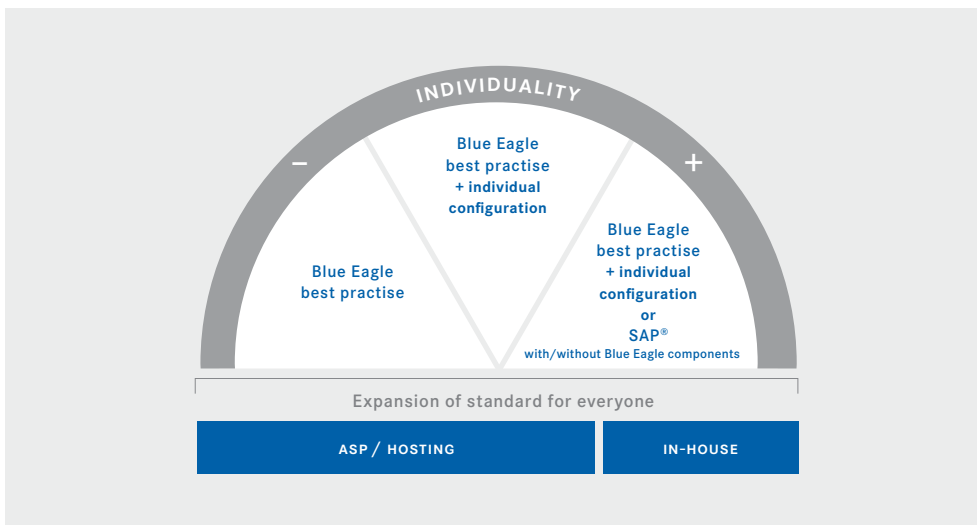 INDIVIDUALITY
–
+
Blue Eagle
best practise
Blue Eagle
best practise
+ individual
configuration
Blue Eagle
best practise
+ individual
configuration
or
SAP®
with/without Blue Eagle components
Expansion of standard for everyone
ASP / HOSTING
IN-HOUSE